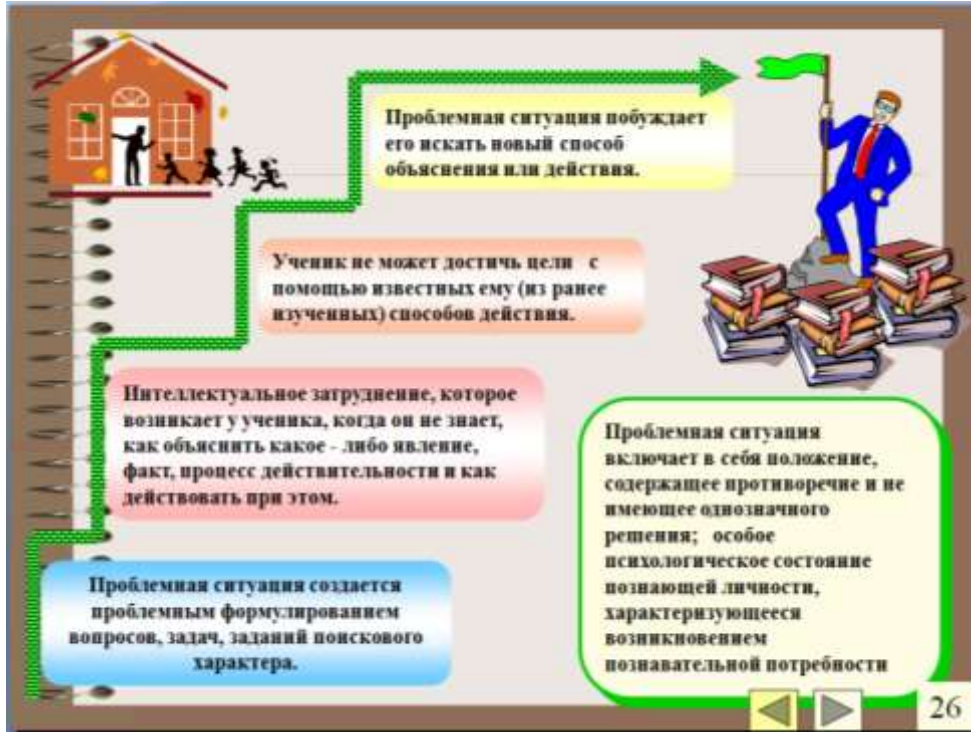 Проблемная ситуация побуждает
его искать новый способ
объяснения или действия.
Ученик не может достичь цели с
помощью известных ему (из ранее
изученных) способов действия.
Интеллектуальное затруднение, которое
возникает у ученика, когда он не знает,
как объяснить какое - либо явление,
факт, процесс действительности и как
действовать при этом.
Проблемная ситуация создается
проблемным формулированием
вопросов, задач, заданий поискового
характера.
Проблемная ситуация
включает в себя положение,
содержащее противоречие и не
имеющее однозначного
решения; особое
психологическое состояние
познающей личности,
характеризующееся
возникновением
познавательной потребности
26